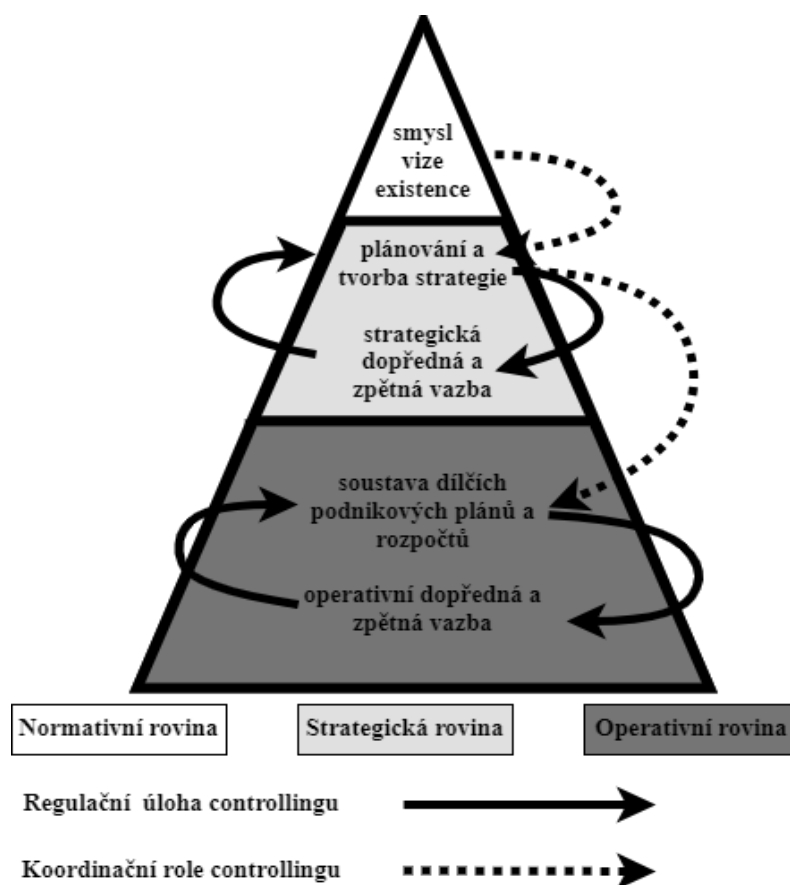 smysl
vize
existence
plánování a
tvorba strategie
strategická
dopředná a
zpětná vazba
soustava dílčích
podnikových plánů a
rozpočtů
operativní dopředná a
zpětná vazba
Normativní rovina
Strategická rovina
Operativní rovina
Regulační úloha controllingu
Koordinační role controllingu